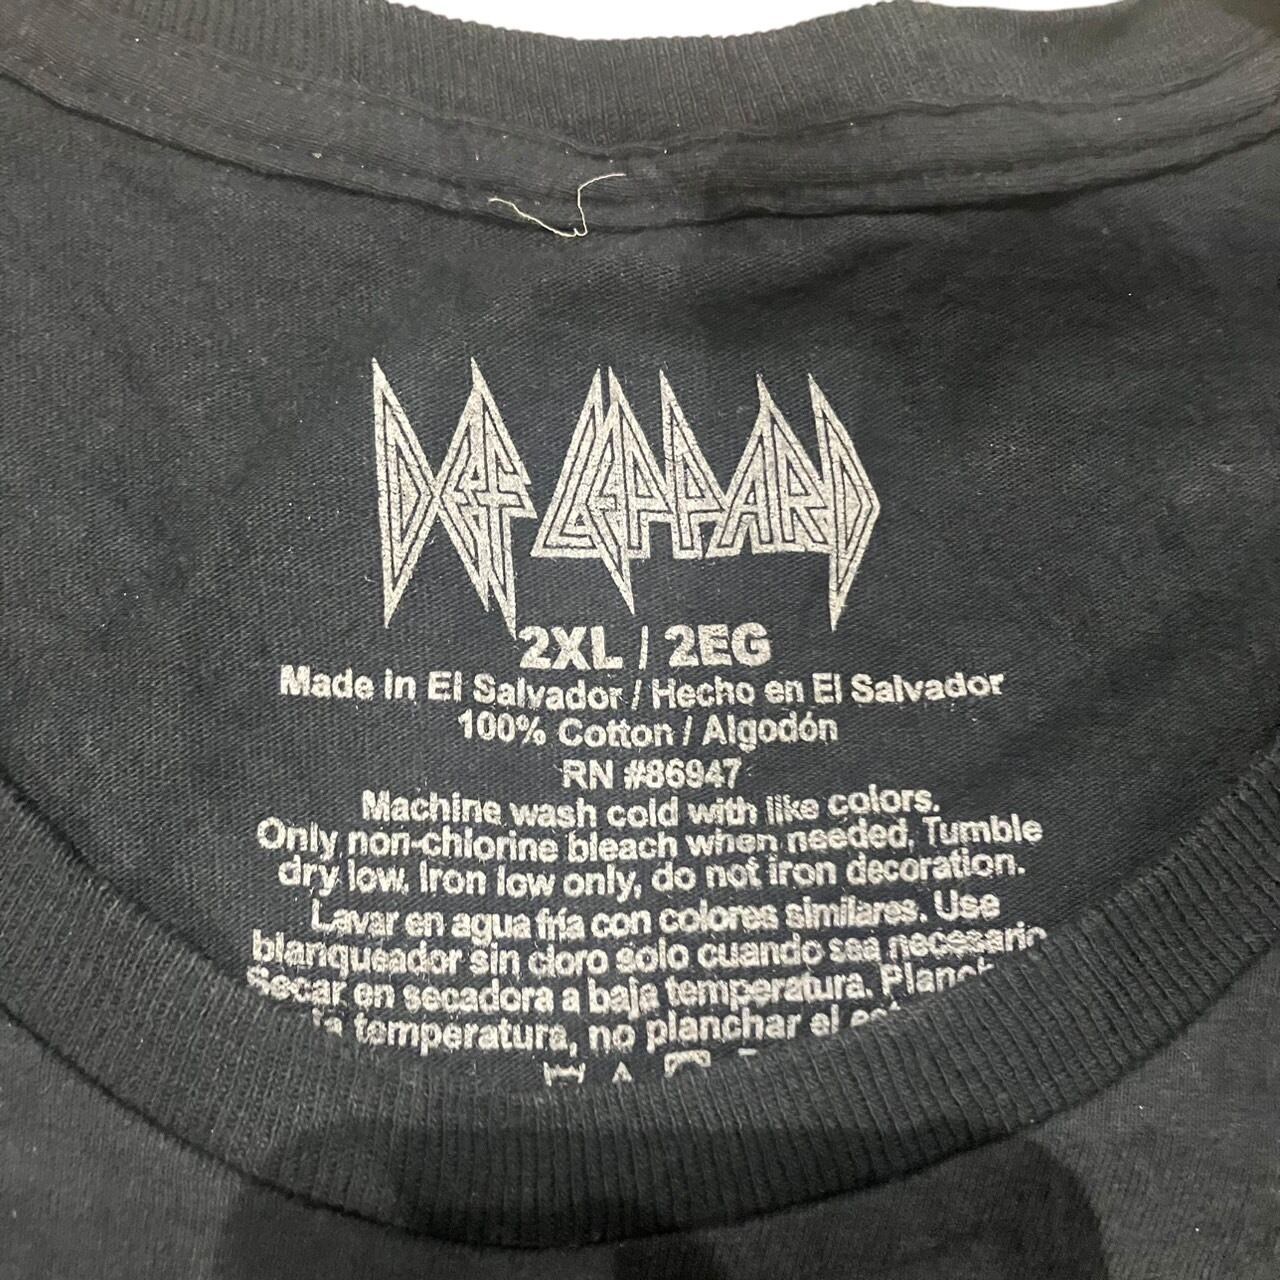 DEF LEPPARD
2XL / 2EG
Made in El Salvador / Hecho en El Salvador
100% Cotton / Algodón
RN #86947
Machine wash cold with like colors.
Only non-chlorine bleach when needed. Tumble
dry low. Iron low only, do not iron decoration.
Lavar en agua fría con colores similares. Use
blanqueador sin cloro solo cuando sea necesario
Secar en secadora a baja temperatura.
temperatura, no planchar el